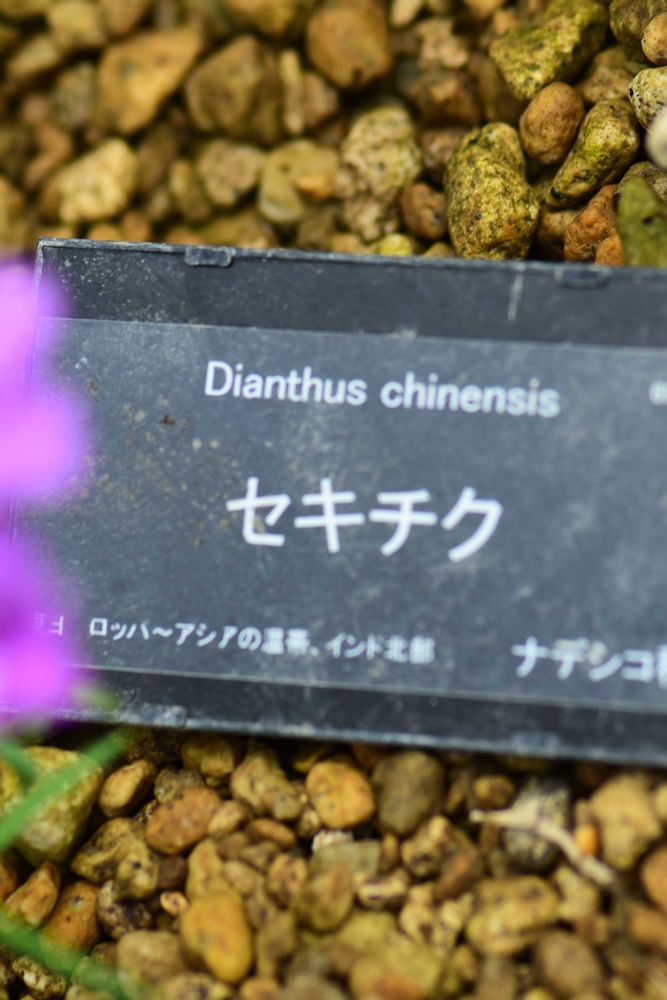 Dianthus chinensis
セキチク
ロッパ～アシアの温帯、インド北部
ナデシコ